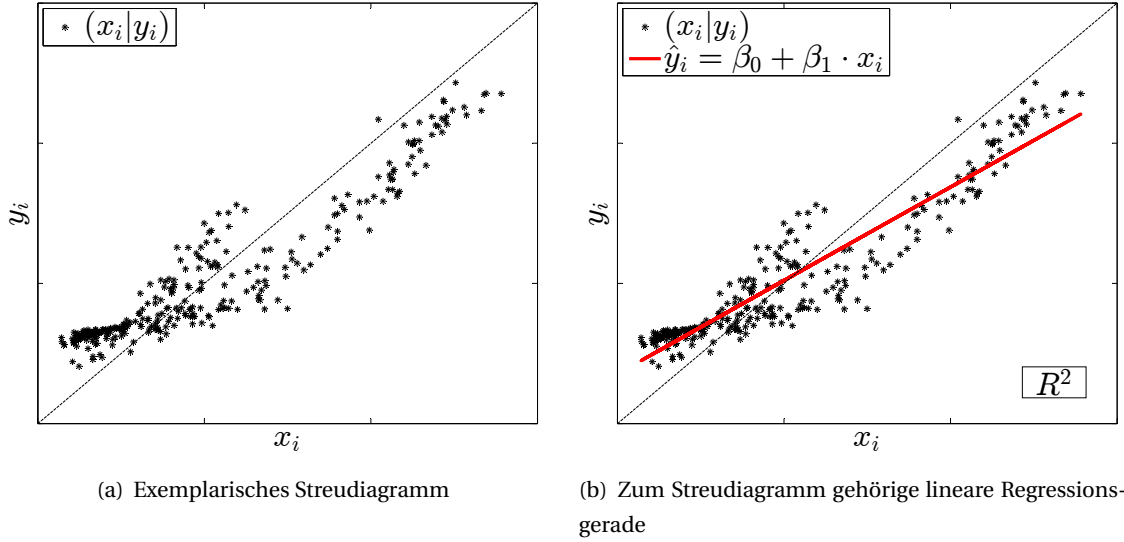 (x_i|y_i)
y_i
x_i
(a) Exemplarisches Streudiagramm
(x_i|y_i)
ŷ_i = β_0 + β_1 · x_i
y_i
R^2
x_i
(b) Zum Streudiagramm gehörige lineare Regressions-
gerade